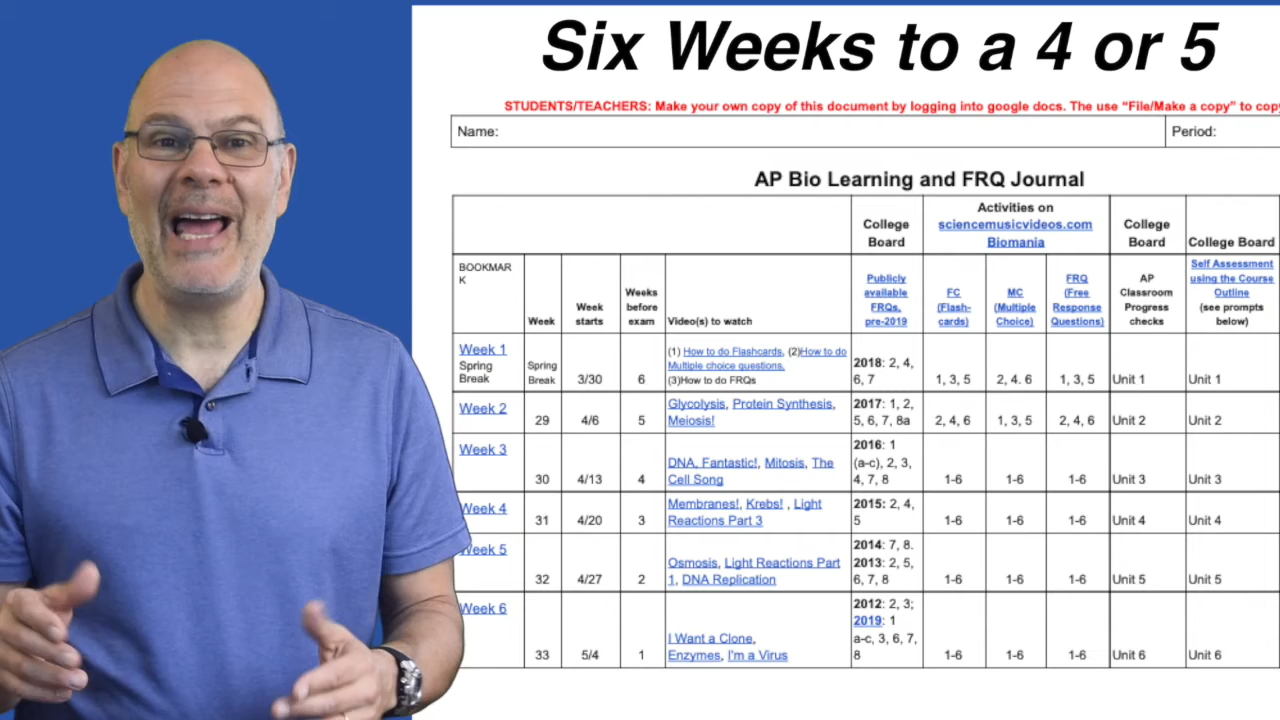 Six Weeks to a 4 or 5
STUDENTS/TEACHERS: Make your own copy of this document by logging into google docs. The use “File/Make a copy” to copy
Name: Period:
AP Bio Learning and FRQ Journal
College Board
Activities on sciencemusicvideos.com Biomania
College Board
College Board
BOOKMAR
K
Week
Week starts
Weeks before exam
Video(s) to watch
Publicly available FRQs, pre-2019
FC (Flash-cards)
MC (Multiple Choice)
FRQ (Free Response Questions)
AP Classroom Progress checks
Self Assessment using the Course Outline (see prompts below)
Week 1 Spring Break
Spring Break
3/30
6
(1) How to do Flashcards, (2)How to do Multiple choice questions, (3)How to do FRQs
2018: 2, 4, 6, 7
1, 3, 5
2, 4. 6
1, 3, 5
Unit 1
Unit 1
Week 2
29
4/6
5
Glycolysis, Protein Synthesis, Meiosis!
2017: 1, 2, 5, 6, 7, 8a
2, 4, 6
1, 3, 5
2, 4, 6
Unit 2
Unit 2
Week 3
30
4/13
4
DNA, Fantastic!, Mitosis, The Cell Song
2016: 1 (a-c), 2, 3, 4, 7, 8
1-6
1-6
1-6
Unit 3
Unit 3
Week 4
31
4/20
3
Membranes!, Krebs! , Light Reactions Part 3
2015: 2, 4, 5
1-6
1-6
1-6
Unit 4
Unit 4
Week 5
32
4/27
2
Osmosis, Light Reactions Part 1, DNA Replication
2014: 7, 8. 2013: 2, 5, 6, 7, 8
1-6
1-6
1-6
Unit 5
Unit 5
Week 6
33
5/4
1
I Want a Clone, Enzymes, I'm a Virus
2012: 2, 3; 2019: 1 a-c, 3, 6, 7, 8
1-6
1-6
1-6
Unit 6
Unit 6